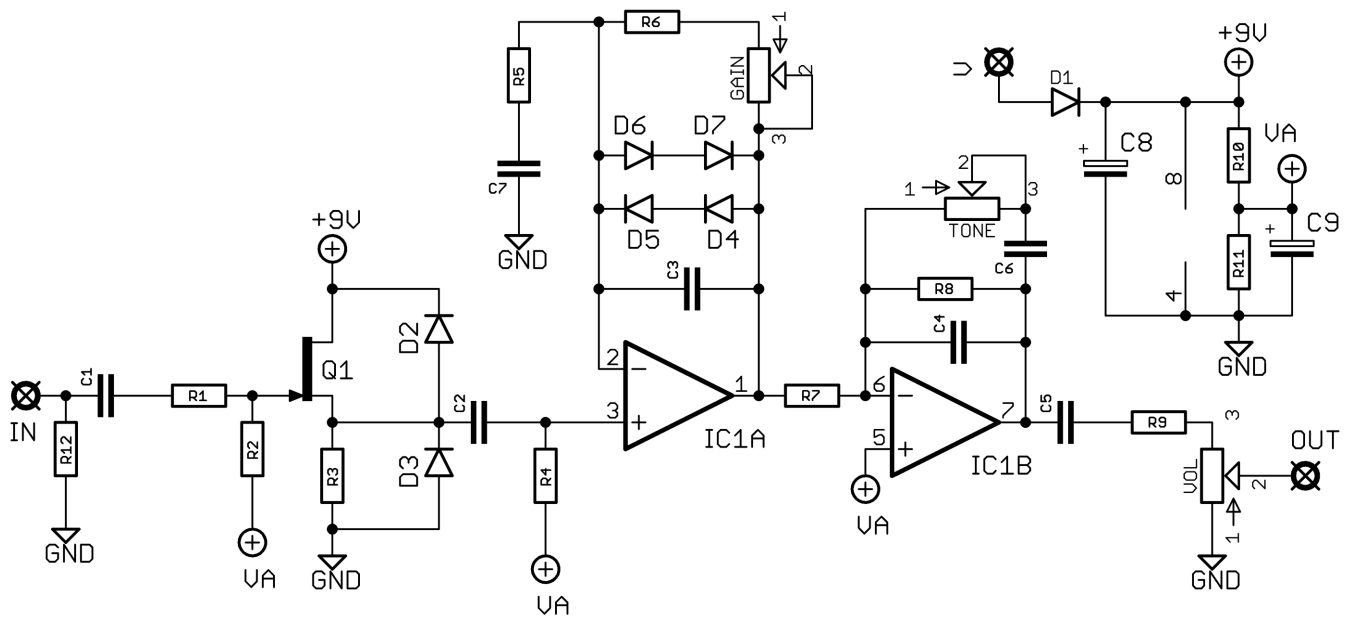 R6
1
+9V
R5
GAIN
2
U
D1
VA
D6
D7
3
C8
+
R10
C7
2
8
1
3
D5
D4
TONE
C9
+
R11
GND
+9V
C3
C6
R8
4
C4
D2
Q1
2
1
6
GND
C1
R1
C2
3
R7
7
C5
R9
3
IN
R12
R2
R3
D3
R4
IC1A
5
IC1B
VOL
2
OUT
VA
1
GND
VA
GND
VA
GND